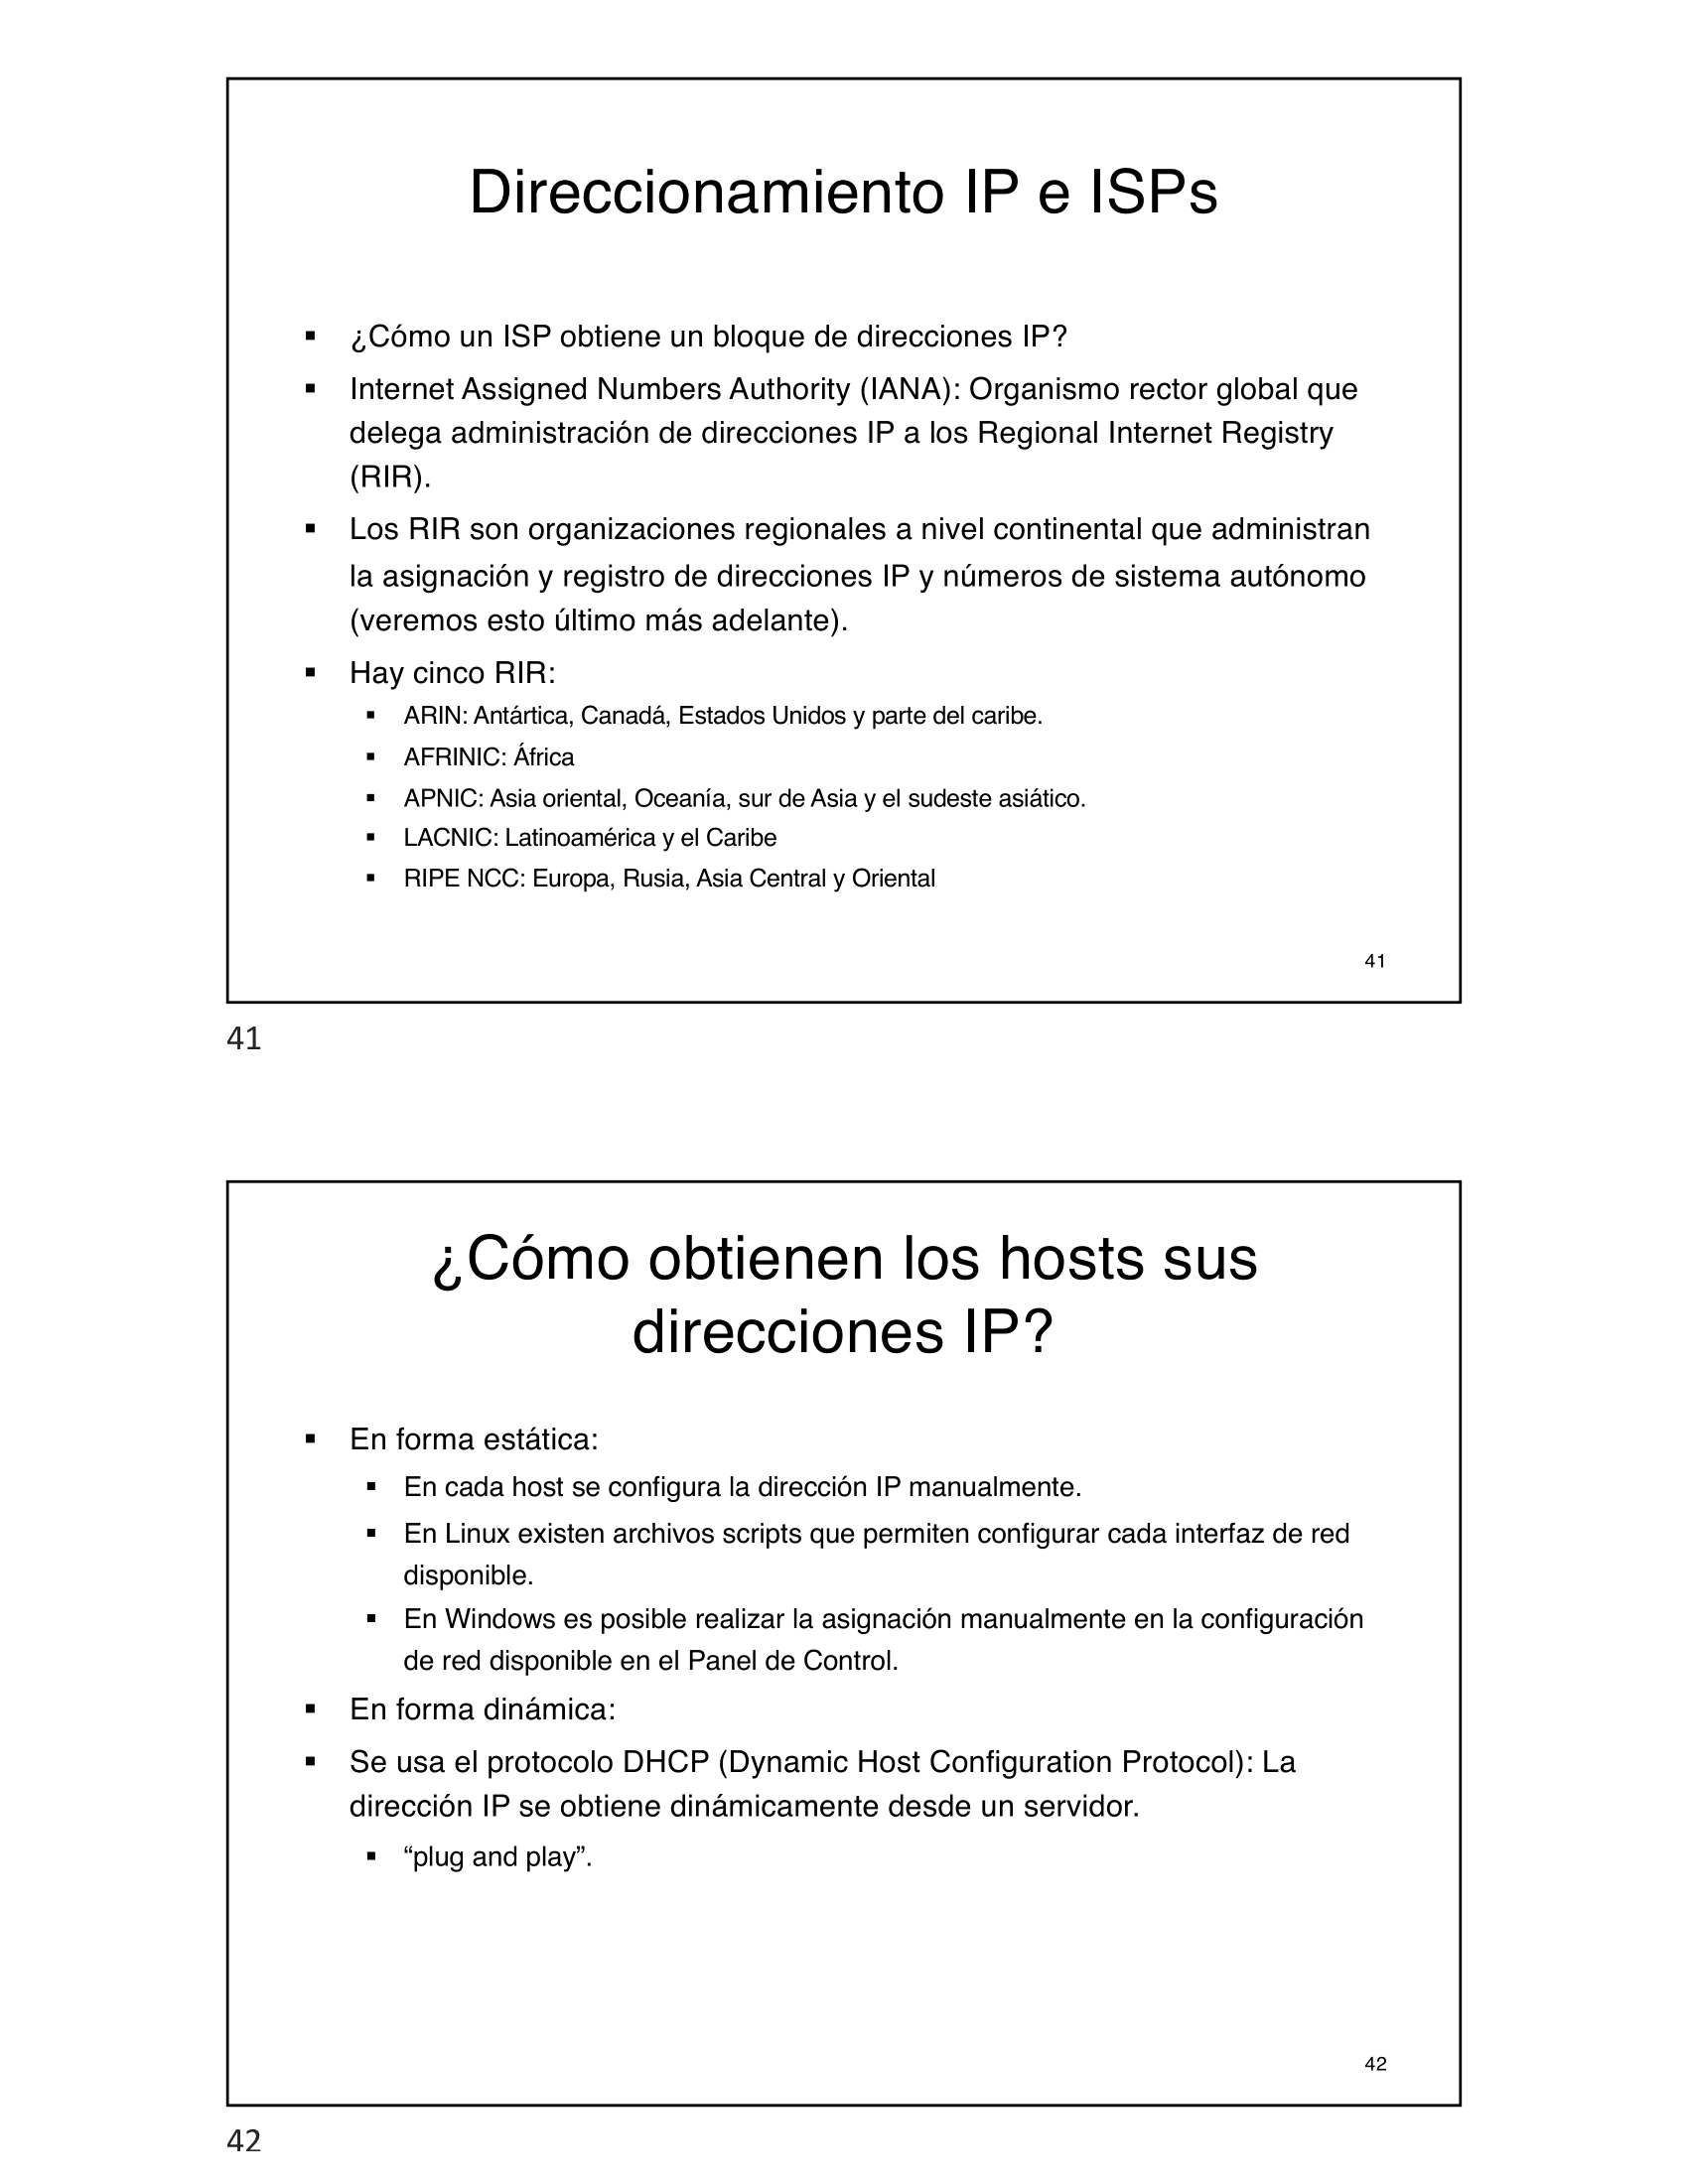 Direccionamiento IP e ISPs
▪ ¿Cómo un ISP obtiene un bloque de direcciones IP?
▪ Internet Assigned Numbers Authority (IANA): Organismo rector global que
delega administración de direcciones IP a los Regional Internet Registry
(RIR).
▪ Los RIR son organizaciones regionales a nivel continental que administran
la asignación y registro de direcciones IP y números de sistema autónomo
(veremos esto último más adelante).
▪ Hay cinco RIR:
▪ ARIN: Antártica, Canadá, Estados Unidos y parte del caribe.
▪ AFRINIC: África
▪ APNIC: Asia oriental, Oceanía, sur de Asia y el sudeste asiático.
▪ LACNIC: Latinoamérica y el Caribe
▪ RIPE NCC: Europa, Rusia, Asia Central y Oriental
41
41
¿Cómo obtienen los hosts sus
direcciones IP?
▪ En forma estática:
▪ En cada host se configura la dirección IP manualmente.
▪ En Linux existen archivos scripts que permiten configurar cada interfaz de red
disponible.
▪ En Windows es posible realizar la asignación manualmente en la configuración
de red disponible en el Panel de Control.
▪ En forma dinámica:
▪ Se usa el protocolo DHCP (Dynamic Host Configuration Protocol): La
dirección IP se obtiene dinámicamente desde un servidor.
▪ “plug and play”.
42
42